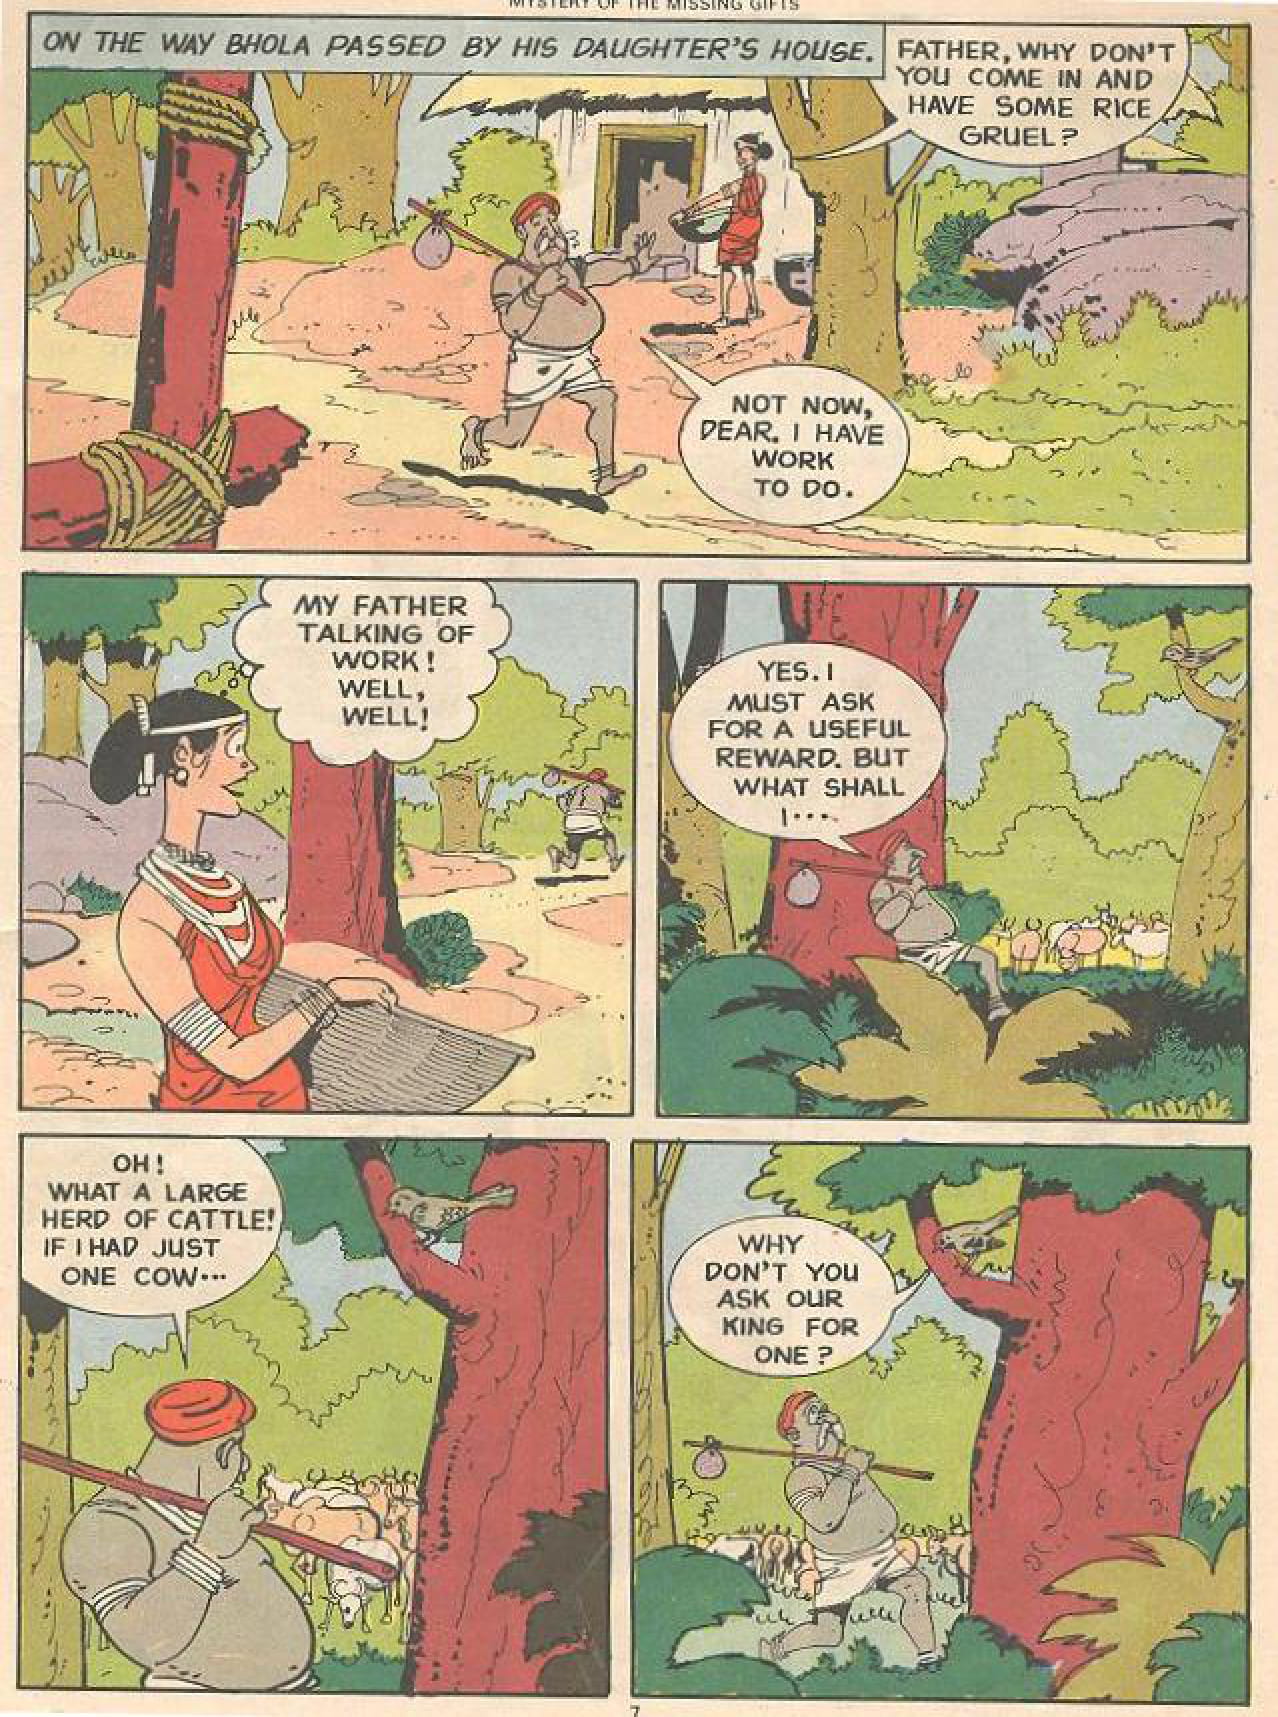 MYSTERY OF THE MISSING GIFTS
ON THE WAY BHOLA PASSED BY HIS DAUGHTER'S HOUSE.
FATHER, WHY DON'T
YOU COME IN AND
HAVE SOME RICE
GRUEL?
NOT NOW,
DEAR. I HAVE
WORK
TO DO.
MY FATHER
TALKING OF
WORK!
WELL,
WELL!
YES. I
MUST ASK
FOR A USEFUL
REWARD. BUT
WHAT SHALL
I...
OH!
WHAT A LARGE
HERD OF CATTLE!
IF I HAD JUST
ONE COW...
WHY
DON'T YOU
ASK OUR
KING FOR
ONE?
7